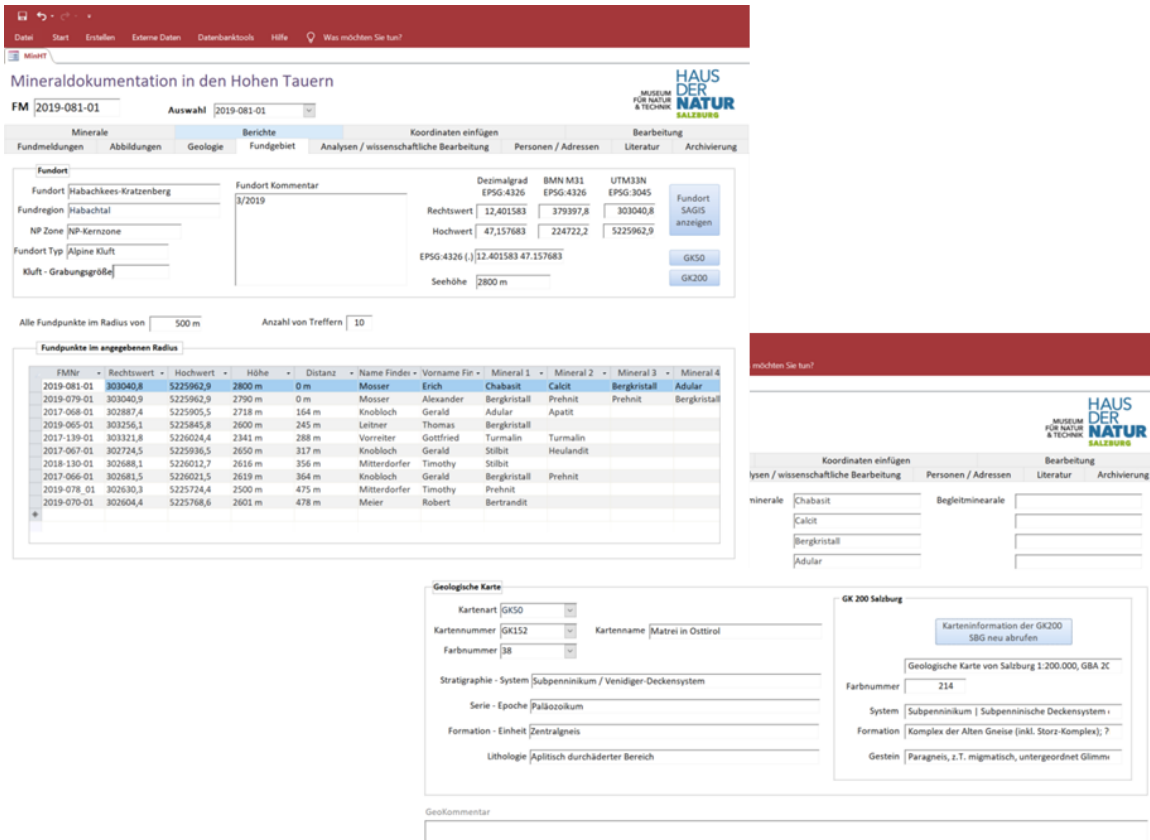 Datei Start Erstellen Externe Daten Datenbanktools Hilfe Was möchten Sie tun?
MinHT
Mineraldokumentation in den Hohen Tauern
MUSEUM FÜR NATUR & TECHNIK
HAUS DER NATUR SALZBURG
FM 2019-081-01 Auswahl 2019-081-01
Minerale Berichte Koordinaten einfügen Bearbeitung
Fundmeldungen Abbildungen Geologie Fundgebiet Analysen / wissenschaftliche Bearbeitung Personen / Adressen Literatur Archivierung
Fundort
Fundort Habachkees-Kratzenberg
Fundregion Habachtal
NP Zone NP-Kernzone
Fundort Typ Alpine Kluft
Kluft - Grabungsgröße
Fundort Kommentar
3/2019
Dezimalgrad BMN M31 UTM33N
EPSG:4326 EPSG:4326 EPSG:3045
Rechtswert 12,401583 379397,8 303040,8
Hochwert 47,157683 224722,2 5225962,9
EPSG:4326 (.) 12.401583 47.157683
Seehöhe 2800 m
Fundort
SAGIS
anzeigen
GK50
GK200
Alle Fundpunkte im Radius von 500 m Anzahl von Treffern 10
Fundpunkte im angegebenen Radius
FMNr Rechtswert Hochwert Höhe Distanz Name Finder Vorname Fin Mineral 1 Mineral 2 Mineral 3 Mineral 4
2019-081-01 303040,8 5225962,9 2800 m 0 m Mosser Erich Chabasit Calcit Bergkristall Adular
2019-079-01 303040,9 5225962,9 2790 m 0 m Mosser Alexander Bergkristall Prehnit Prehnit Bergkristall
2017-068-01 302887,4 5225905,5 2718 m 164 m Knobloch Gerald Adular Apatit
2019-065-01 303256,1 5225845,8 2600 m 245 m Leitner Thomas Bergkristall
2017-139-01 303321,8 5226024,4 2341 m 288 m Vorreiter Gottfried Turmalin Turmalin
2017-067-01 302724,5 5225936,5 2650 m 317 m Knobloch Gerald Stilbit Heulandit
2018-130-01 302688,1 5226012,7 2616 m 356 m Mitterdorfer Timothy Stilbit
2017-066-01 302681,5 5226021,5 2619 m 364 m Knobloch Gerald Bergkristall Prehnit
2019-078_01 302630,3 5225724,4 2500 m 475 m Mitterdorfer Timothy Prehnit
2019-070-01 302604,4 5225768,6 2601 m 478 m Meier Robert Bertrandit
möchten Sie tun?
MUSEUM FÜR NATUR & TECHNIK
HAUS DER NATUR SALZBURG
Koordinaten einfügen Bearbeitung
lysen / wissenschaftliche Bearbeitung Personen / Adressen Literatur Archivierung
minerale Chabasit Begleitminearale
Calcit
Bergkristall
Adular
Geologische Karte
Kartenart GK50
Kartennummer GK152 Kartenname Matrei in Osttirol
Farbnummer 38
Stratigraphie - System Subpenninikum / Venidiger-Deckensystem
Serie - Epoche Paläozoikum
Formation - Einheit Zentralgneis
Lithologie Aplitisch durchäderter Bereich
GK 200 Salzburg
Karteninformation der GK200
SBG neu abrufen
Geologische Karte von Salzburg 1:200.000, GBA 20
Farbnummer 214
System Subpenninikum | Subpenninische Deckensystem
Formation Komplex der Alten Gneise (inkl. Storz-Komplex); ?
Gestein Paragneis, z.T. migmatisch, untergeordnet Glimm
GeoKommentar